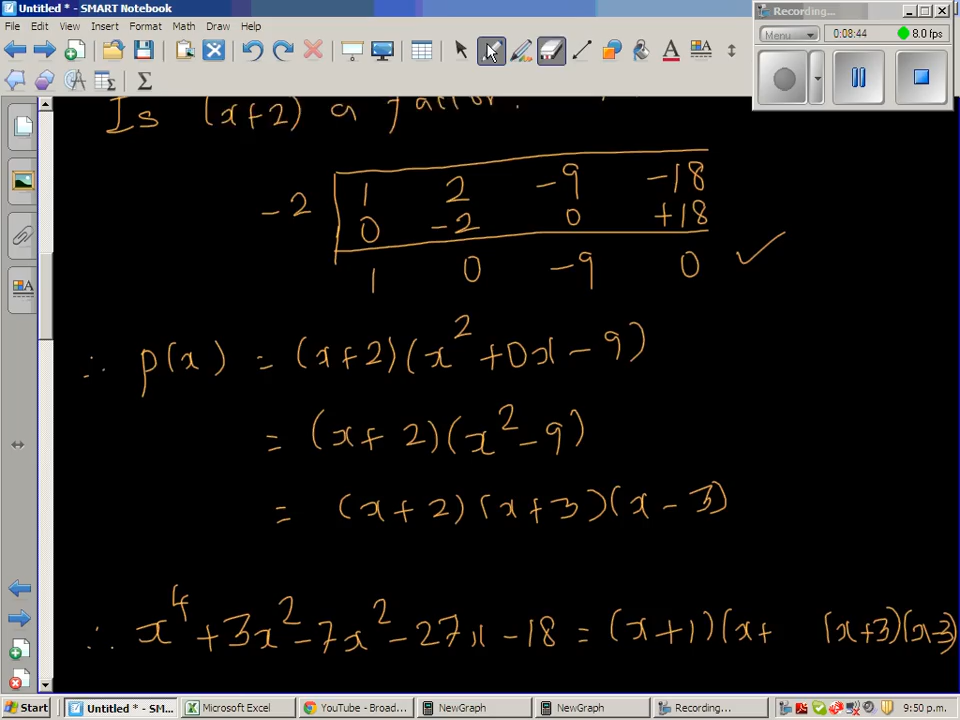 Untitled * - SMART Notebook
Recording...
File Edit View Insert Format Math Draw Help
Menu 0:08:44 8.0 fps
Is (x+2) a factor.
-2 1 2 -9 -18
0 -2 0 +18
1 0 -9 0 ✓
∴ p(x) = (x+2)(x² +0x - 9)
= (x+2)(x² - 9)
= (x+2)(x+3)(x-3)
∴ x⁴ + 3x² - 7x² - 27x - 18 = (x+1)(x+ (x+3)(x-3)
Start Untitled * - SM... Microsoft Excel YouTube - Broad... NewGraph NewGraph Recording... 9:50 p.m.